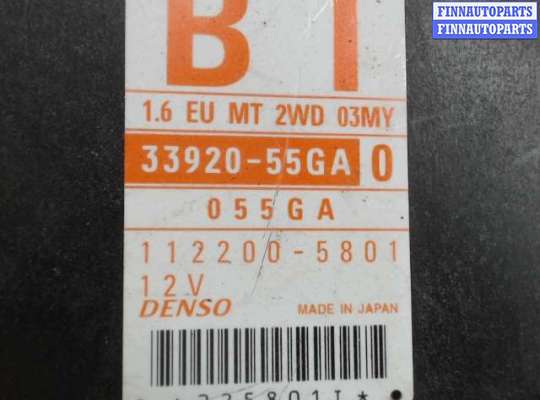 FINNAUTOPARTS
FINNAUTOPARTS
B
1.6 EU MT 2WD 03MY
33920-55GA 0
055GA
112200-5801
12V
DENSO MADE IN JAPAN